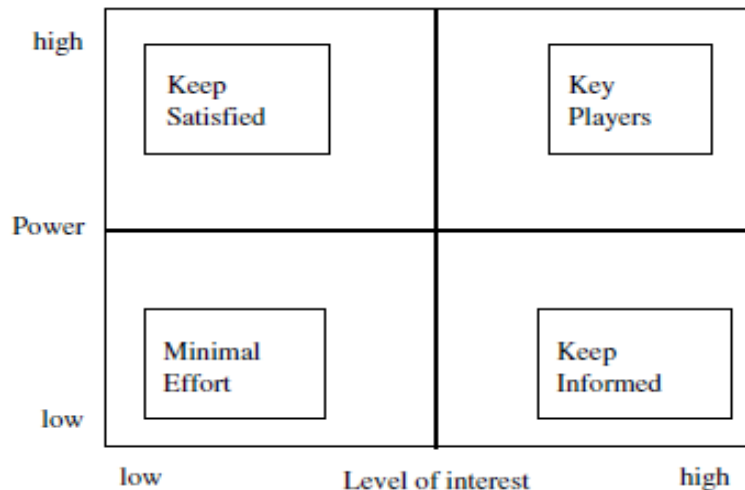 high
Keep
Satisfied
Key
Players
Power
Minimal
Effort
Keep
Informed
low
low
Level of interest
high